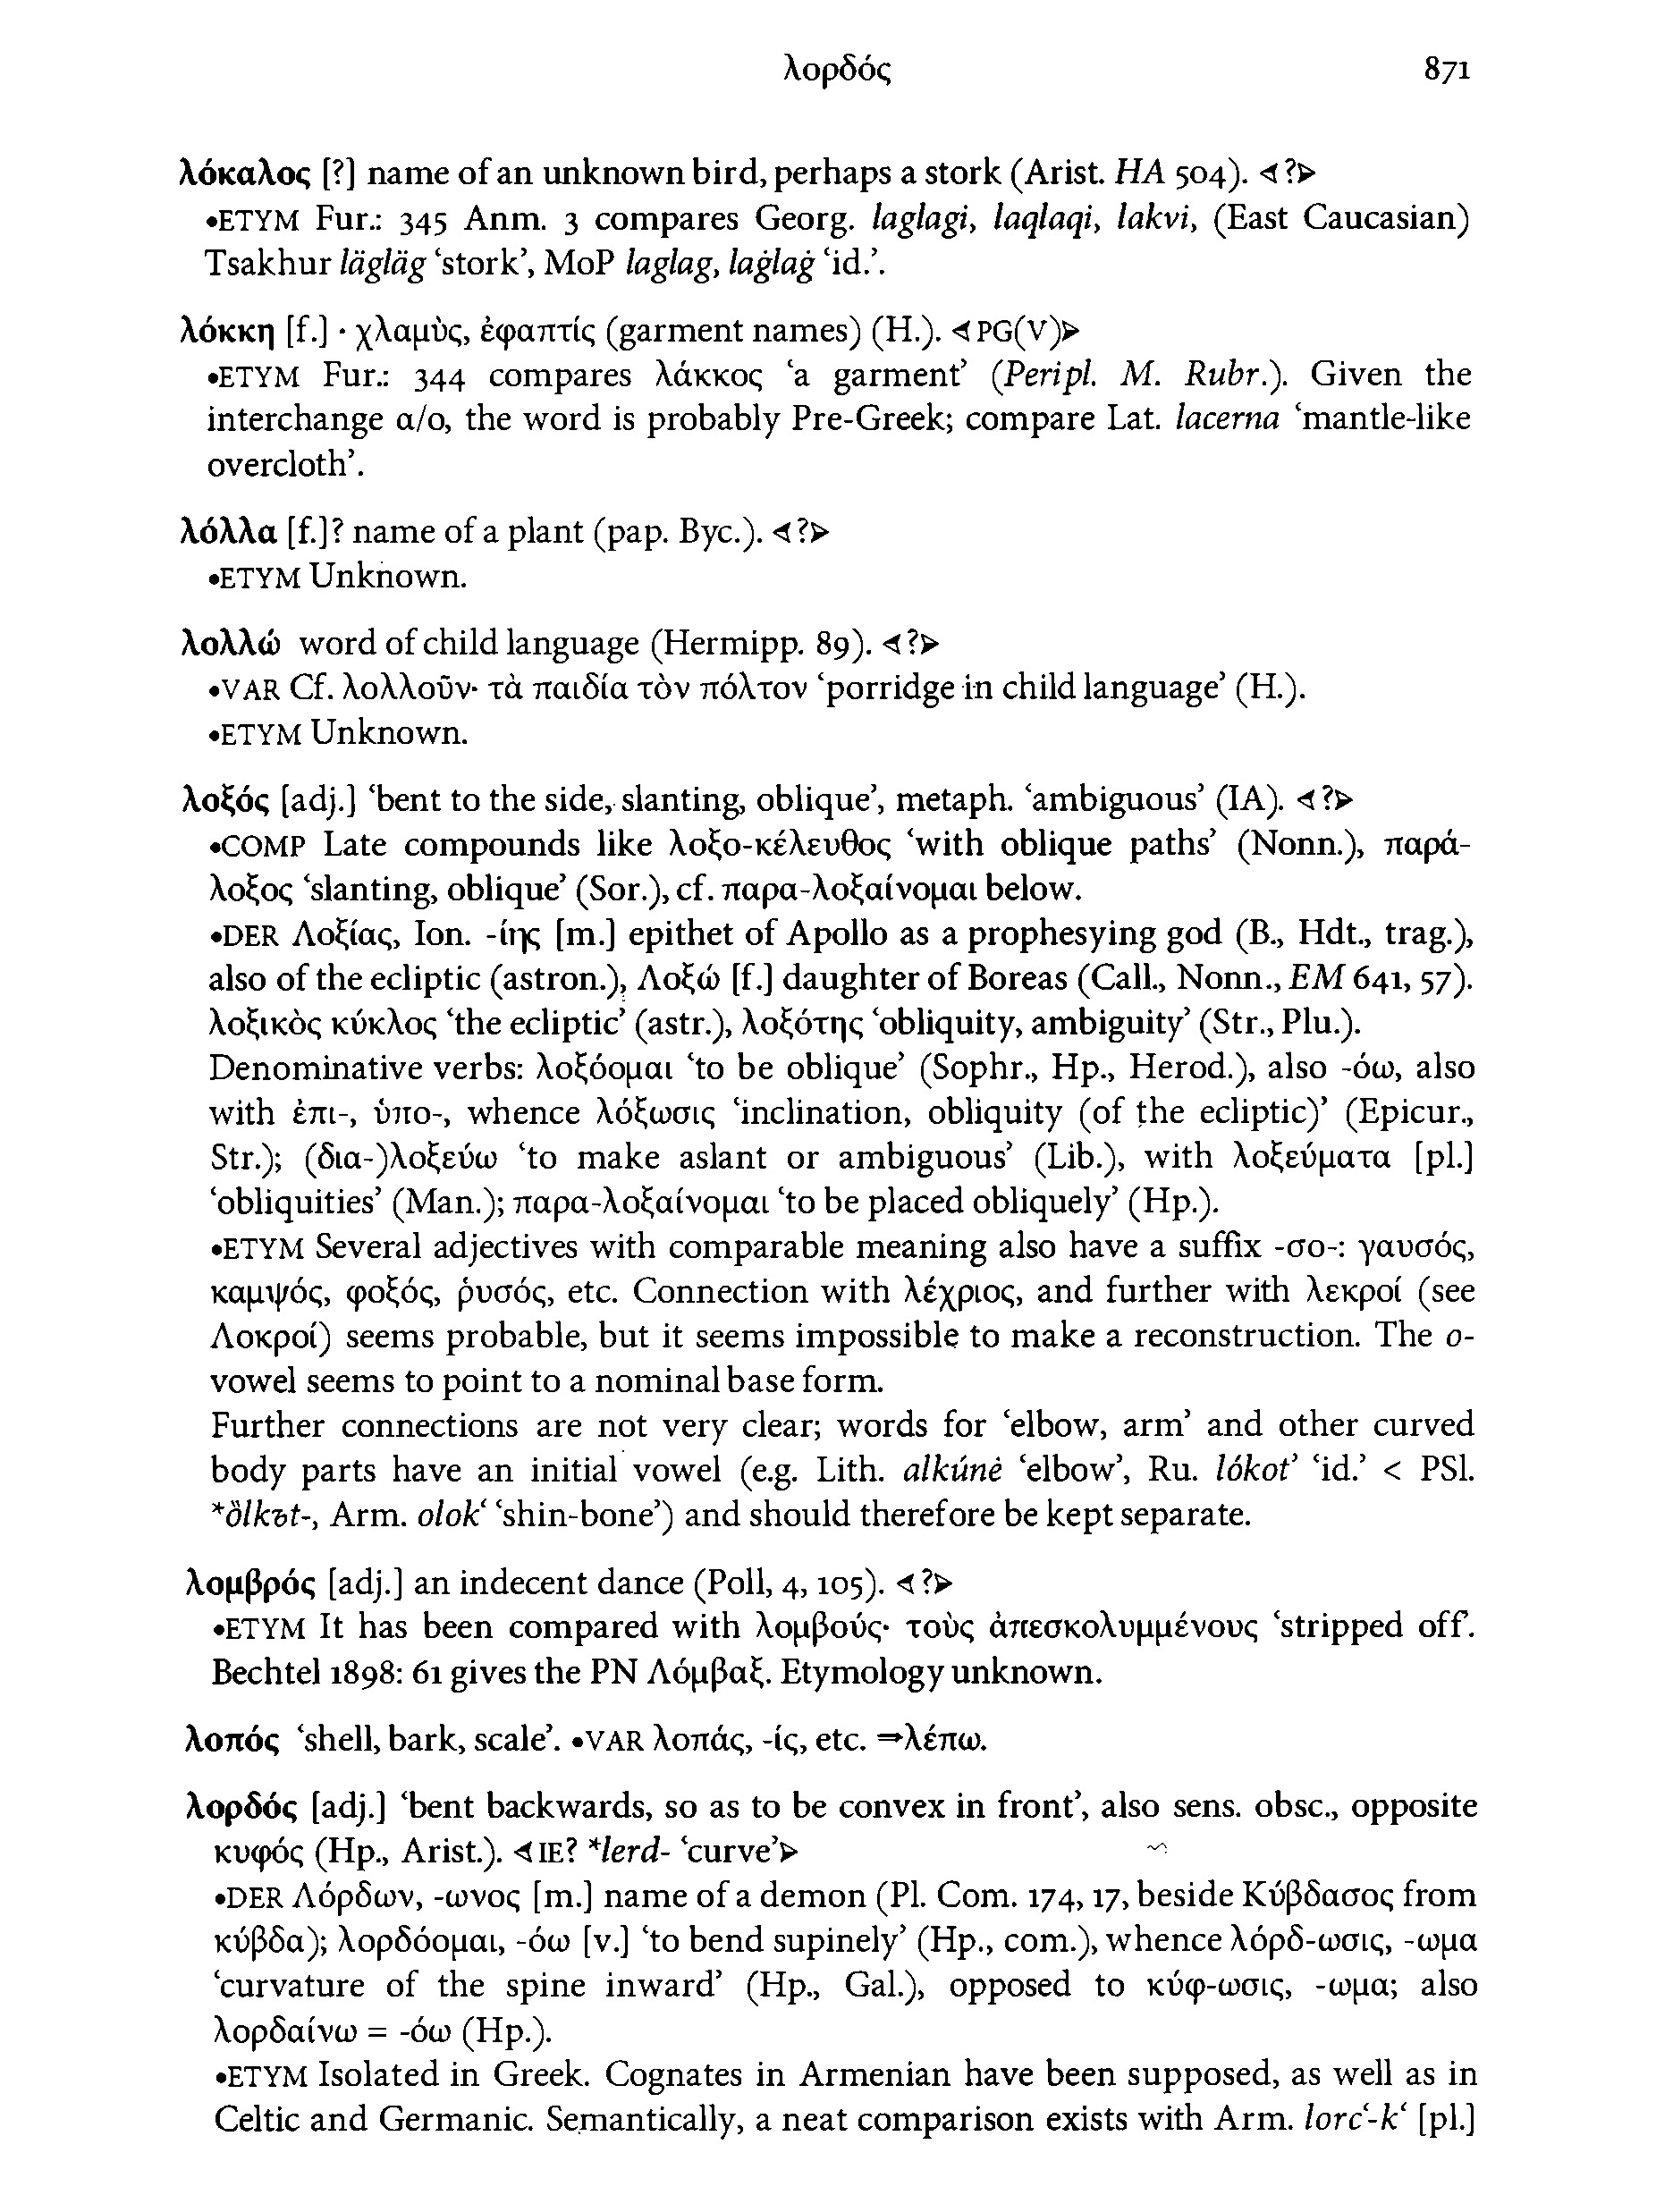 λορδός 871
λόκαλος [?] name of an unknown bird, perhaps a stork (Arist. HA 504). ⊲?⊳
•ETYM Fur.: 345 Anm. 3 compares Georg. laglagi, laqlaqi, lakvi, (East Caucasian)
Tsakhur lägläg ‘stork’, MoP laglag, laġlaġ ‘id.’.
λόκκη [f.] · χλαμὺς, ἐφαπτίς (garment names) (H.). ⊲PG(V)⊳
•ETYM Fur.: 344 compares λάκκος ‘a garment’ (Peripl. M. Rubr.). Given the
interchange α/ο, the word is probably Pre-Greek; compare Lat. lacerna ‘mantle-like
overcloth’.
λόλλα [f.]? name of a plant (pap. Byc.). ⊲?⊳
•ETYM Unknown.
λολλώ word of child language (Hermipp. 89). ⊲?⊳
•VAR Cf. λολλοῦν· τὰ παιδία τὸν πόλτον ‘porridge in child language’ (H.).
•ETYM Unknown.
λοξός [adj.] ‘bent to the side, slanting, oblique’, metaph. ‘ambiguous’ (IA). ⊲?⊳
•COMP Late compounds like λοξο-κέλευθος ‘with oblique paths’ (Nonn.), παρά-
λοξος ‘slanting, oblique’ (Sor.), cf. παρα-λοξαίνομαι below.
•DER Λοξίας, Ion. -ίης [m.] epithet of Apollo as a prophesying god (B., Hdt., trag.),
also of the ecliptic (astron.), Λοξώ [f.] daughter of Boreas (Call., Nonn., EM 641, 57).
λοξικὸς κύκλος ‘the ecliptic’ (astr.), λοξότης ‘obliquity, ambiguity’ (Str., Plu.).
Denominative verbs: λοξόομαι ‘to be oblique’ (Sophr., Hp., Herod.), also -όω, also
with ἐπι-, ὑπο-, whence λόξωσις ‘inclination, obliquity (of the ecliptic)’ (Epicur.,
Str.); (δια-)λοξεύω ‘to make aslant or ambiguous’ (Lib.), with λοξεύματα [pl.]
‘obliquities’ (Man.); παρα-λοξαίνομαι ‘to be placed obliquely’ (Hp.).
•ETYM Several adjectives with comparable meaning also have a suffix -σο-: γαυσός,
καμψός, φοξός, ῥυσός, etc. Connection with λέχριος, and further with λεκροί (see
Λοκροί) seems probable, but it seems impossible to make a reconstruction. The o-
vowel seems to point to a nominal base form.
Further connections are not very clear; words for ‘elbow, arm’ and other curved
body parts have an initial vowel (e.g. Lith. alkúnė ‘elbow’, Ru. lókot’ ‘id.’ < PSl.
*ȍlkъt-, Arm. olok‘ ‘shin-bone’) and should therefore be kept separate.
λομβρός [adj.] an indecent dance (Poll, 4, 105). ⊲?⊳
•ETYM It has been compared with λομβούς· τοὺς ἀπεσκολυμμένους ‘stripped off’.
Bechtel 1898: 61 gives the PN Λόμβαξ. Etymology unknown.
λοπός ‘shell, bark, scale’. •VAR λοπάς, -ίς, etc. ⇒λέπω.
λορδός [adj.] ‘bent backwards, so as to be convex in front’, also sens. obsc., opposite
κυφός (Hp., Arist.). ⊲IE? *lerd- ‘curve’⊳
•DER Λόρδων, -ωνος [m.] name of a demon (Pl. Com. 174, 17, beside Κύβδασος from
κύβδα); λορδόομαι, -όω [v.] ‘to bend supinely’ (Hp., com.), whence λόρδ-ωσις, -ωμα
‘curvature of the spine inward’ (Hp., Gal.), opposed to κύφ-ωσις, -ωμα; also
λορδαίνω = -όω (Hp.).
•ETYM Isolated in Greek. Cognates in Armenian have been supposed, as well as in
Celtic and Germanic. Semantically, a neat comparison exists with Arm. lorc‘-k‘ [pl.]